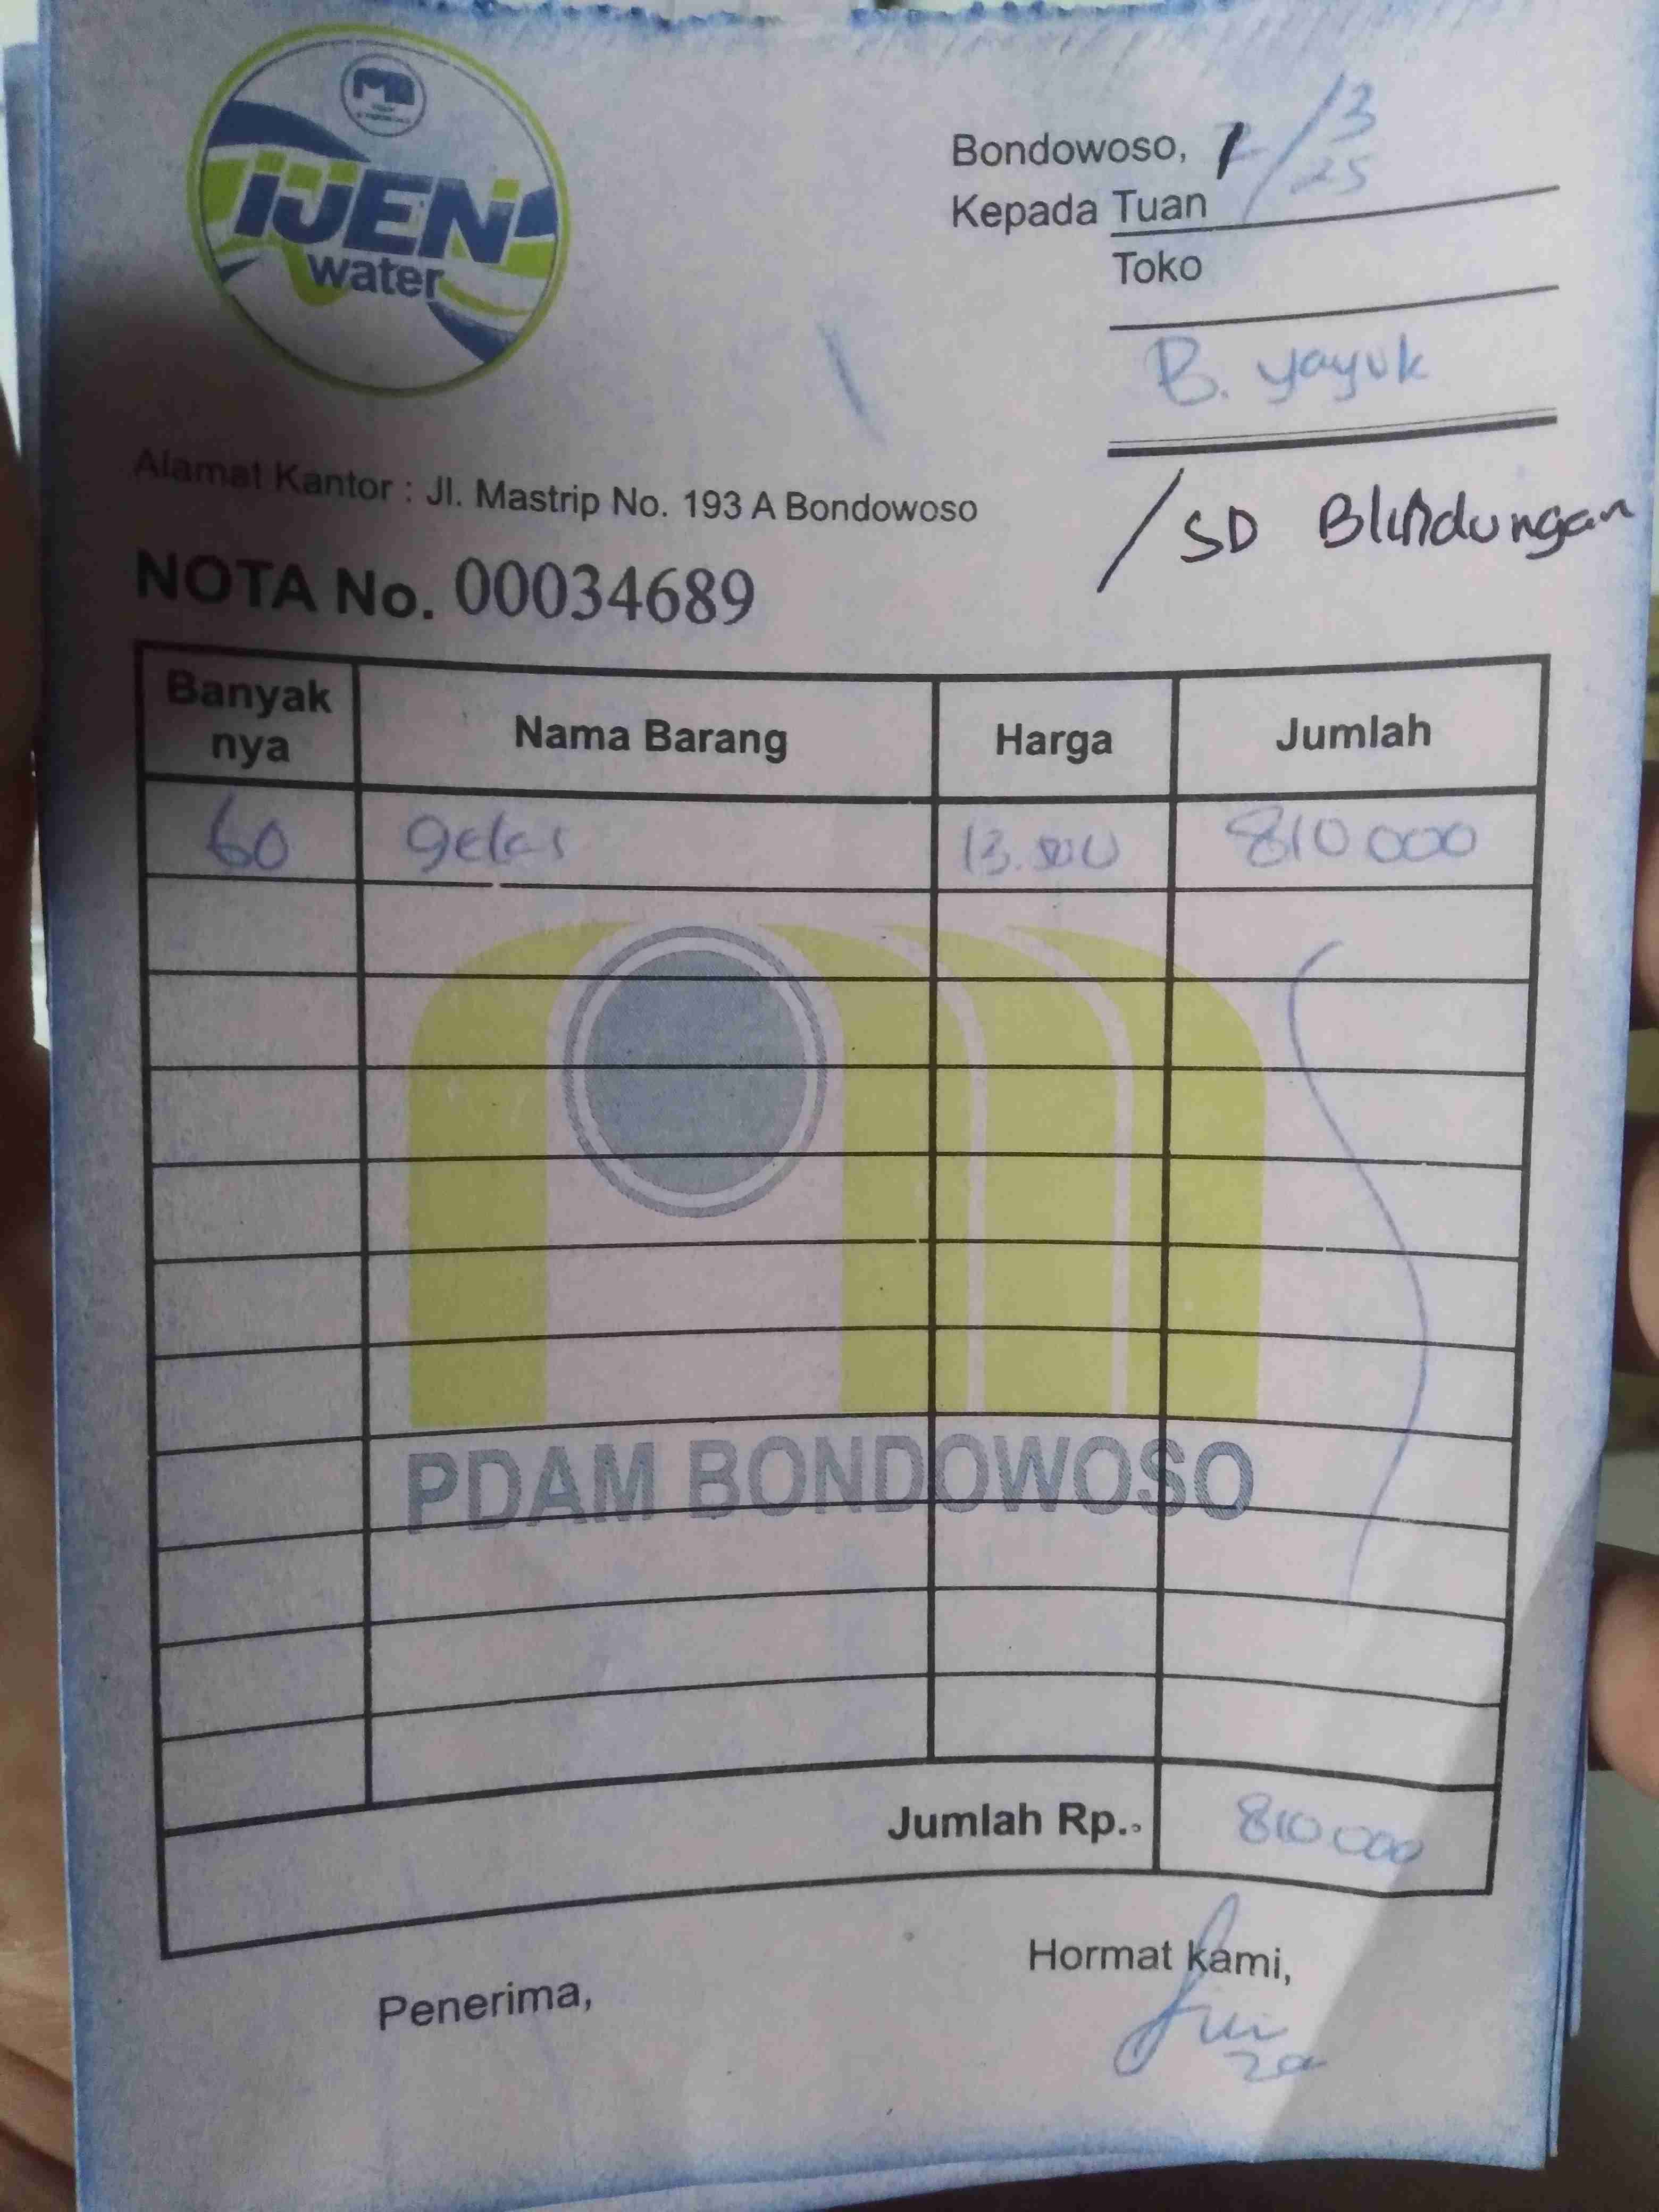 MB
IJEN
water
Bondowoso, /3
25
Kepada Tuan
Toko
B. yayuk
/ SD Blindungan
Alamat Kantor : Jl. Mastrip No. 193 A Bondowoso
NOTA No. 00034689
Banyak nya Nama Barang Harga Jumlah
60 gelas 13.500 810 000
PDAM BONDOWOSO
Jumlah Rp.. 810 000
Penerima, Hormat kami,